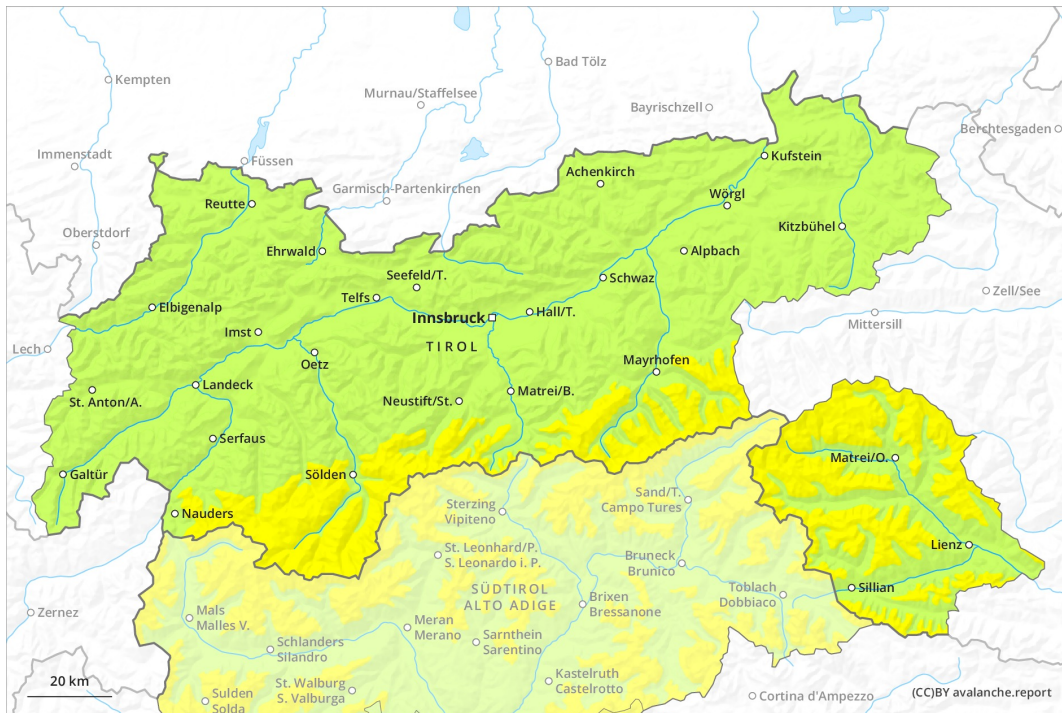 Kempten
Bad Tölz
Murnau/Staffelsee
Bayrischzell
Berchtesgaden
Immenstadt
Füssen
Kufstein
Achenkirch
Garmisch-Partenkirchen
Wörgl
Reutte
Oberstdorf
Kitzbühel
Ehrwald
Alpbach
Seefeld/T.
Schwaz
Zell/See
Telfs
Elbigenalp
Innsbruck
Hall/T.
Mittersill
Imst
TIROL
Lech
Oetz
Mayrhofen
Landeck
St. Anton/A.
Neustift/St.
Matrei/B.
Serfaus
Matrei/O.
Galtür
Sölden
Sand/T.
Campo Tures
Sterzing
Vipiteno
Nauders
Lienz
St. Leonhard/P.
S. Leonardo i. P.
Bruneck
Brunico
SÜDTIROL
ALTO ADIGE
Toblach
Dobbiaco
Sillian
Brixen
Bressanone
Zernez
Mals
Malles V.
Meran
Merano
Sarnthein
Sarentino
Schlanders
Silandro
20 km
St. Walburg
S. Valburga
Kastelruth
Castelrotto
Sulden
Solda
Cortina d'Ampezzo
(CC)BY avalanche.report